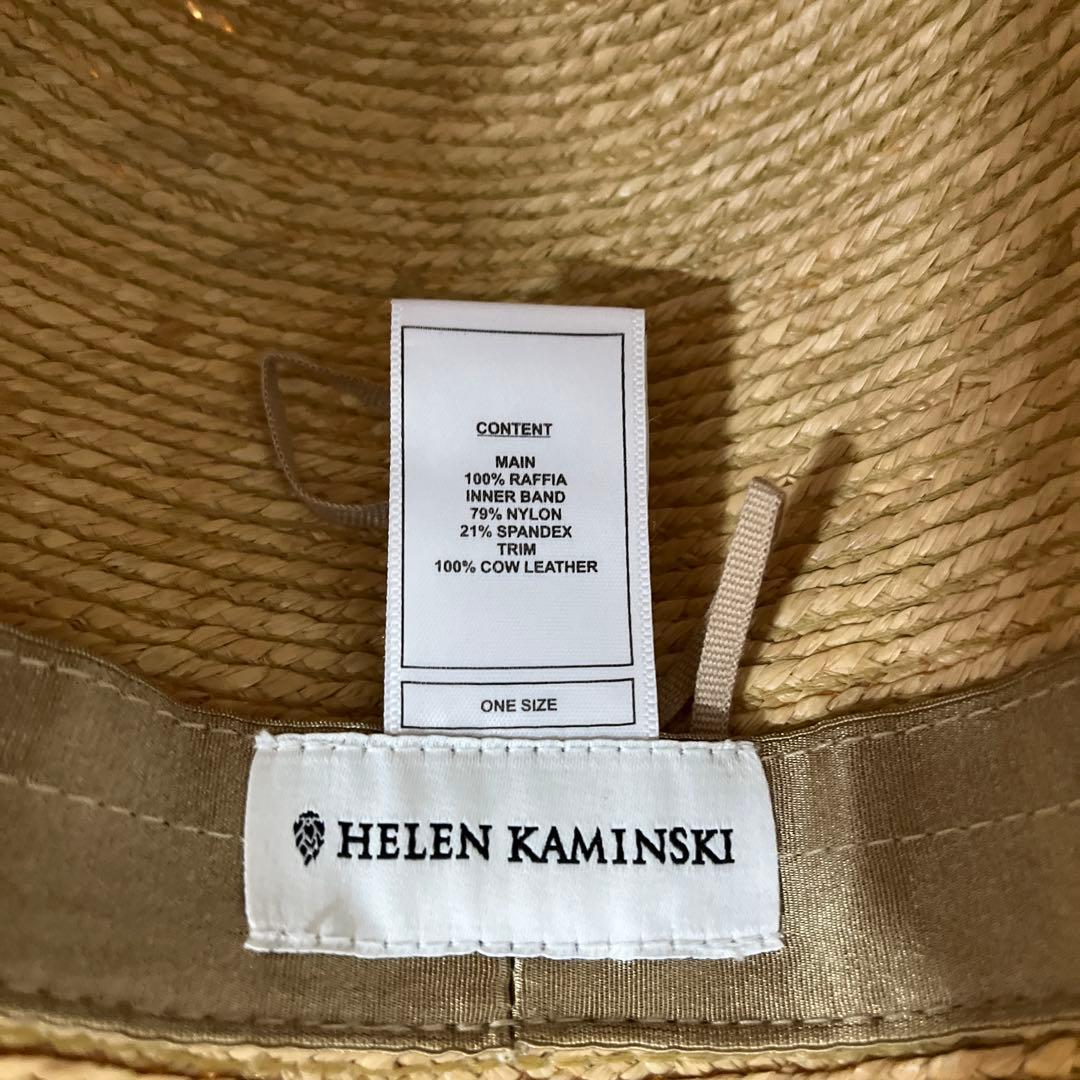 CONTENT
MAIN
100% RAFFIA
INNER BAND
79% NYLON
21% SPANDEX
TRIM
100% COW LEATHER
ONE SIZE
HELEN KAMINSKI